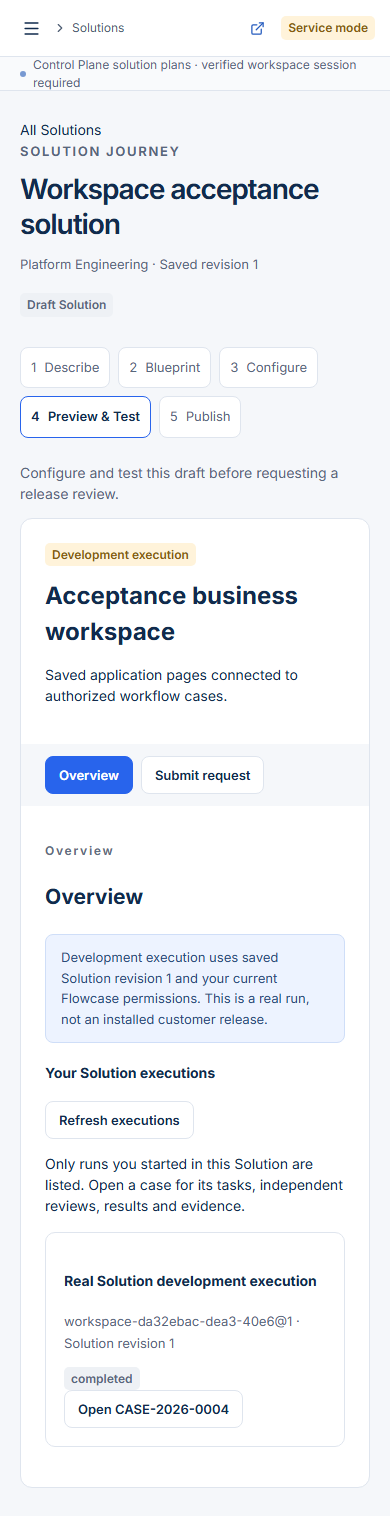 Solutions
Service mode
Control Plane solution plans · verified workspace session
required
All Solutions
SOLUTION JOURNEY
Workspace acceptance
solution
Platform Engineering · Saved revision 1
Draft Solution
1 Describe
2 Blueprint
3 Configure
4 Preview & Test
5 Publish
Configure and test this draft before requesting a
release review.
Development execution
Acceptance business
workspace
Saved application pages connected to
authorized workflow cases.
Overview
Submit request
Overview
Overview
Development execution uses saved
Solution revision 1 and your current
Flowcase permissions. This is a real run,
not an installed customer release.
Your Solution executions
Refresh executions
Only runs you started in this Solution are
listed. Open a case for its tasks, independent
reviews, results and evidence.
Real Solution development execution
workspace-da32ebac-dea3-40e6@1 ·
Solution revision 1
completed
Open CASE-2026-0004